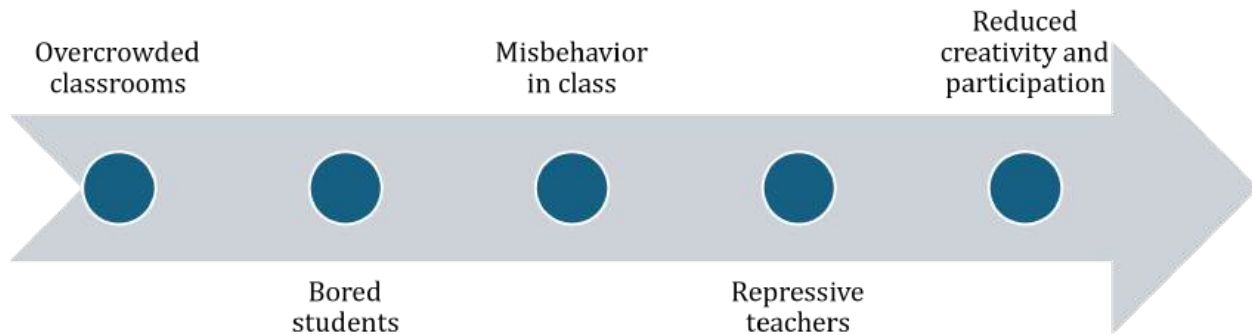 Overcrowded
classrooms
Bored
students
Misbehavior
in class
Repressive
teachers
Reduced
creativity and
participation